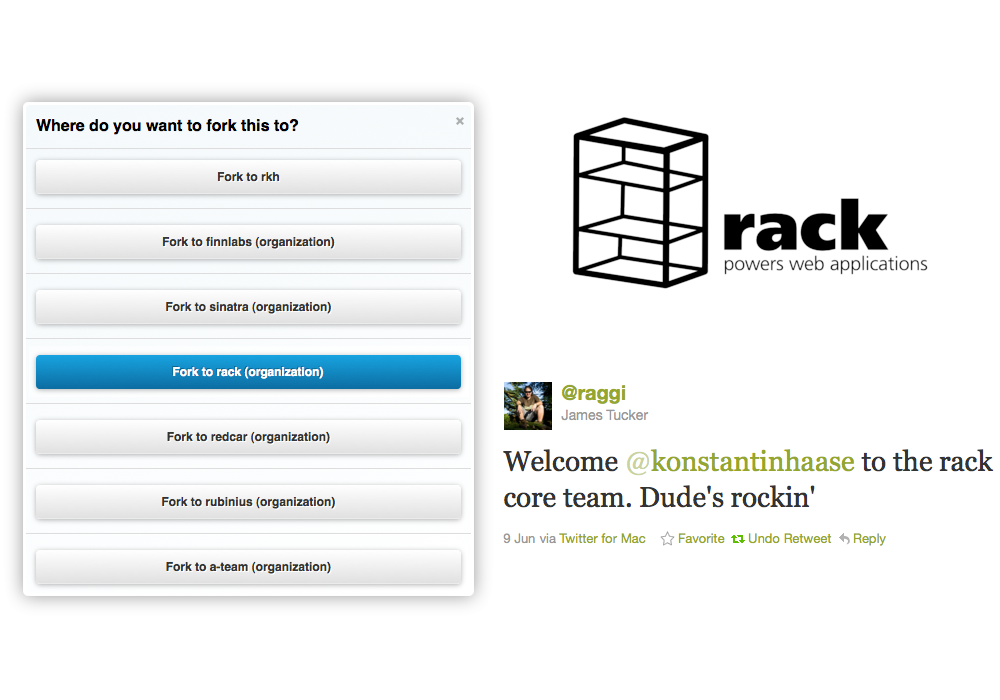 Where do you want to fork this to?
×
Fork to rkh
Fork to finnlabs (organization)
Fork to sinatra (organization)
Fork to rack (organization)
Fork to redcar (organization)
Fork to rubinius (organization)
Fork to a-team (organization)
rack
powers web applications
@raggi
James Tucker
Welcome @konstantinhaase to the rack
core team. Dude's rockin'
9 Jun via Twitter for Mac Favorite Undo Retweet Reply